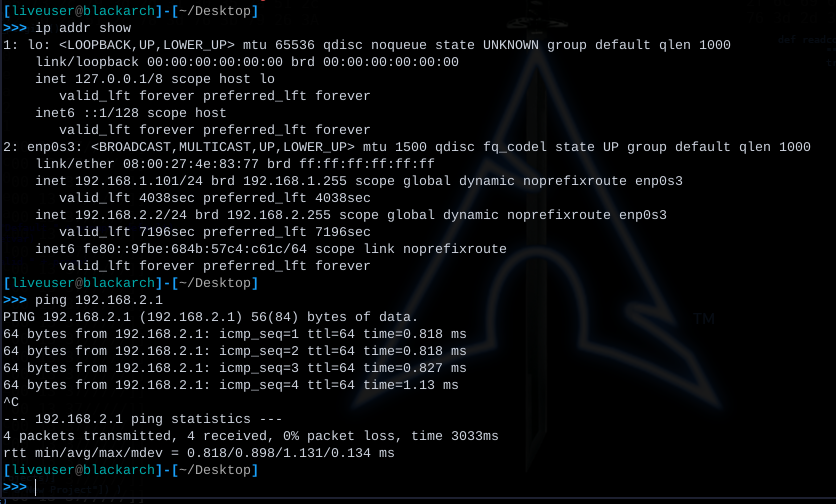 [liveuser@blackarch]-[~/Desktop]
>>> ip addr show
1: lo: <LOOPBACK,UP,LOWER_UP> mtu 65536 qdisc noqueue state UNKNOWN group default qlen 1000
    link/loopback 00:00:00:00:00:00 brd 00:00:00:00:00:00
    inet 127.0.0.1/8 scope host lo
       valid_lft forever preferred_lft forever
    inet6 ::1/128 scope host
       valid_lft forever preferred_lft forever
2: enp0s3: <BROADCAST,MULTICAST,UP,LOWER_UP> mtu 1500 qdisc fq_codel state UP group default qlen 1000
    link/ether 08:00:27:4e:83:77 brd ff:ff:ff:ff:ff:ff
    inet 192.168.1.101/24 brd 192.168.1.255 scope global dynamic noprefixroute enp0s3
       valid_lft 4038sec preferred_lft 4038sec
    inet 192.168.2.2/24 brd 192.168.2.255 scope global dynamic noprefixroute enp0s3
       valid_lft 7196sec preferred_lft 7196sec
    inet6 fe80::9fbe:684b:57c4:c61c/64 scope link noprefixroute
       valid_lft forever preferred_lft forever
[liveuser@blackarch]-[~/Desktop]
>>> ping 192.168.2.1
PING 192.168.2.1 (192.168.2.1) 56(84) bytes of data.
64 bytes from 192.168.2.1: icmp_seq=1 ttl=64 time=0.818 ms
64 bytes from 192.168.2.1: icmp_seq=2 ttl=64 time=0.818 ms
64 bytes from 192.168.2.1: icmp_seq=3 ttl=64 time=0.827 ms
64 bytes from 192.168.2.1: icmp_seq=4 ttl=64 time=1.13 ms
^C
--- 192.168.2.1 ping statistics ---
4 packets transmitted, 4 received, 0% packet loss, time 3033ms
rtt min/avg/max/mdev = 0.818/0.898/1.131/0.134 ms
[liveuser@blackarch]-[~/Desktop]
>>>
TM